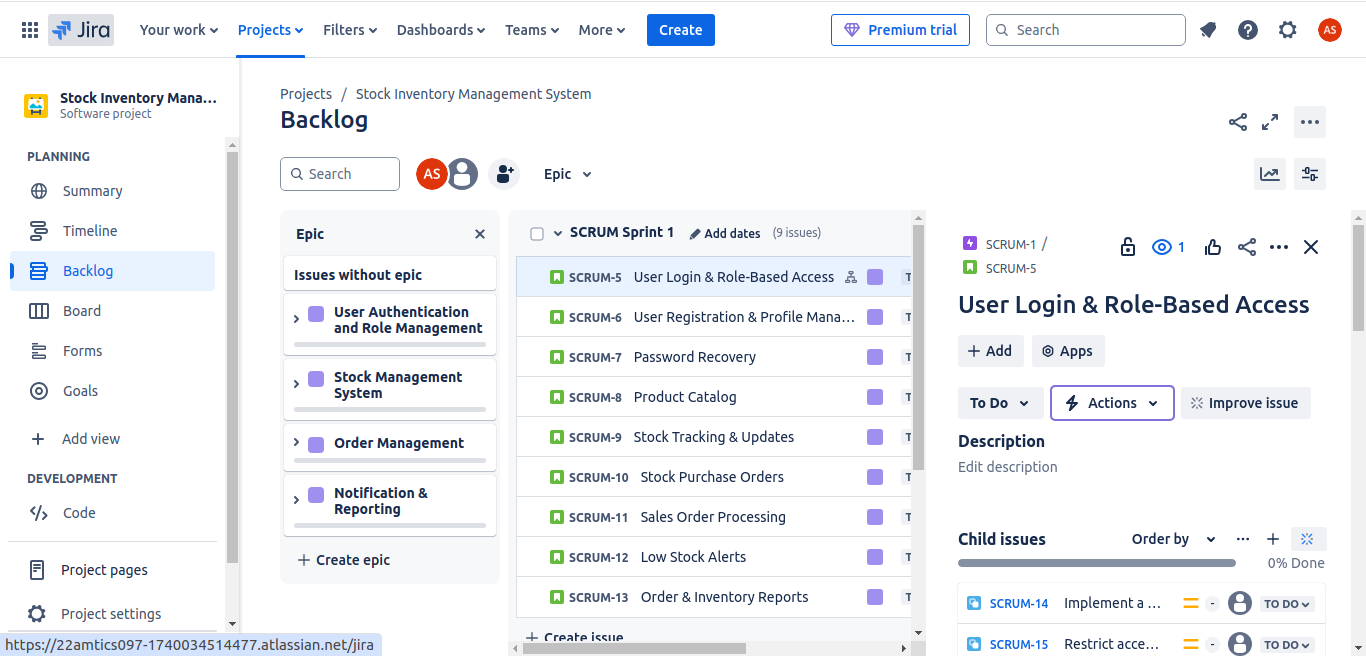 Jira Your work Projects Filters Dashboards Teams More Create Premium trial Search AS
Stock Inventory Mana...
Software project
PLANNING
Summary
Timeline
Backlog
Board
Forms
Goals
Add view
DEVELOPMENT
Code
Project pages
Project settings
https://22amtics097-1740034514477.atlassian.net/jira
Projects / Stock Inventory Management System
Backlog
Search AS Epic
Epic
Issues without epic
User Authentication
and Role Management
Stock Management
System
Order Management
Notification &
Reporting
Create epic
SCRUM Sprint 1 Add dates (9 issues)
SCRUM-5 User Login & Role-Based Access T
SCRUM-6 User Registration & Profile Mana... T
SCRUM-7 Password Recovery T
SCRUM-8 Product Catalog T
SCRUM-9 Stock Tracking & Updates T
SCRUM-10 Stock Purchase Orders T
SCRUM-11 Sales Order Processing T
SCRUM-12 Low Stock Alerts T
SCRUM-13 Order & Inventory Reports T
Create issue
SCRUM-1 /
SCRUM-5
1
User Login & Role-Based Access
Add Apps
To Do Actions Improve issue
Description
Edit description
Child issues Order by
0% Done
SCRUM-14 Implement a ... - TO DO
SCRUM-15 Restrict acce... - TO DO